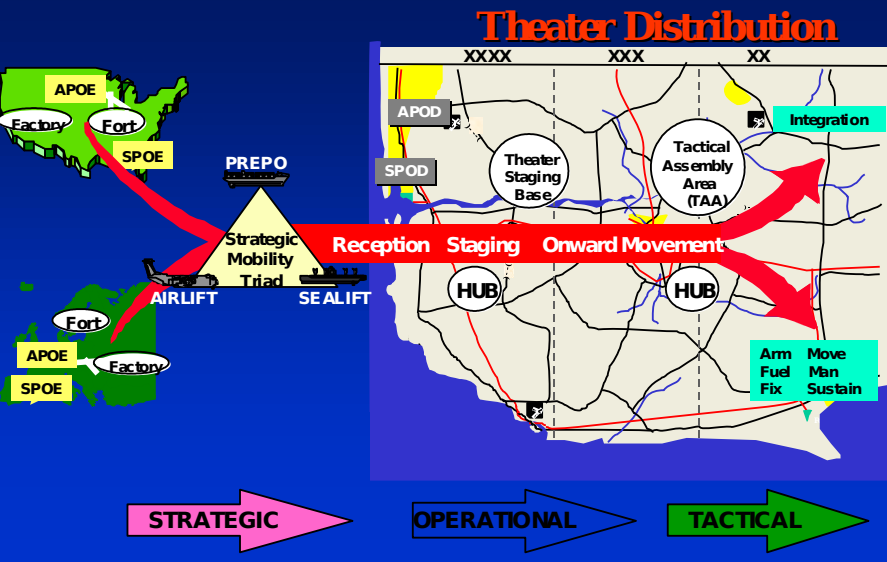 Theater Distribution
XXXX XXX XX
APOE
Factory
Fort
SPOE
PREPO
Strategic
Mobility
Triad
AIRLIFT
SEALIFT
Fort
APOE
Factory
SPOE
APOD
SPOD
Theater
Staging
Base
Tactical
Assembly
Area
(TAA)
Integration
Reception Staging Onward Movement
HUB
HUB
Arm Move
Fuel Man
Fix Sustain
STRATEGIC
OPERATIONAL
TACTICAL